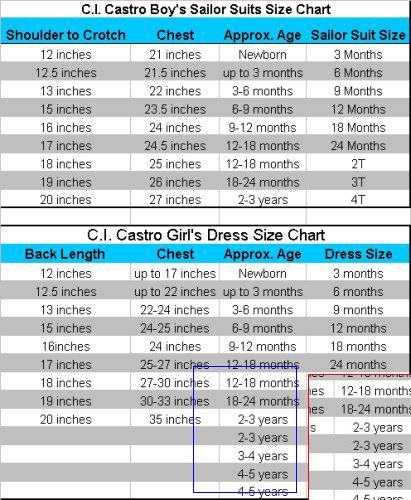 C.I. Castro Boy's Sailor Suits Size Chart
Shoulder to Crotch Chest Approx. Age Sailor Suit Size
12 inches 21 inches Newborn 3 Months
12.5 inches 21.5 inches up to 3 months 6 Months
13 inches 22 inches 3-6 months 9 Months
15 inches 23.5 inches 6-9 months 12 Months
16 inches 24 inches 9-12 months 18 Months
17 inches 24.5 inches 12-18 months 24 Months
18 inches 25 inches 12-18 months 2T
19 inches 26 inches 18-24 months 3T
20 inches 27 inches 2-3 years 4T
C.I. Castro Girl's Dress Size Chart
Back Length Chest Approx. Age Dress Size
12 inches up to 17 inches Newborn 3 months
12.5 inches up to 22 inches up to 3 months 6 months
13 inches 22-24 inches 3-6 months 9 months
15 inches 24-25 inches 6-9 months 12 months
16inches 24 inches 9-12 months 18 months
17 inches 25-27 inches 12-18 months 24 months
18 inches 27-30 inches 12-18 months 12-18 months
19 inches 30-33 inches 18-24 months 18-24 months
20 inches 35 inches 2-3 years 2-3 years
2-3 years 2-3 years
3-4 years 3-4 years
4-5 years 4-5 years
4-5 years 4-5 years